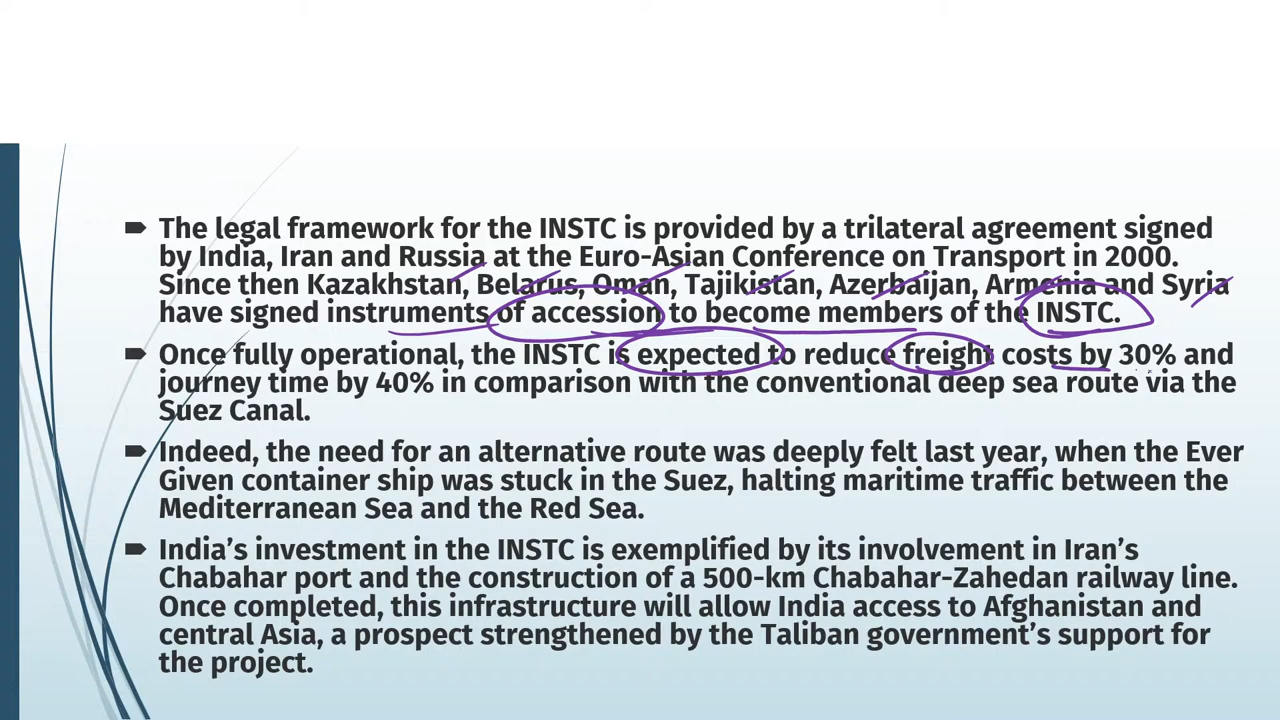 The legal framework for the INSTC is provided by a trilateral agreement signed
by India, Iran and Russia at the Euro-Asian Conference on Transport in 2000.
Since then Kazakhstan, Belarus, Oman, Tajikistan, Azerbaijan, Armenia and Syria
have signed instruments of accession to become members of the INSTC.
Once fully operational, the INSTC is expected to reduce freight costs by 30% and
journey time by 40% in comparison with the conventional deep sea route via the
Suez Canal.
Indeed, the need for an alternative route was deeply felt last year, when the Ever
Given container ship was stuck in the Suez, halting maritime traffic between the
Mediterranean Sea and the Red Sea.
India’s investment in the INSTC is exemplified by its involvement in Iran’s
Chabahar port and the construction of a 500-km Chabahar-Zahedan railway line.
Once completed, this infrastructure will allow India access to Afghanistan and
central Asia, a prospect strengthened by the Taliban government’s support for
the project.